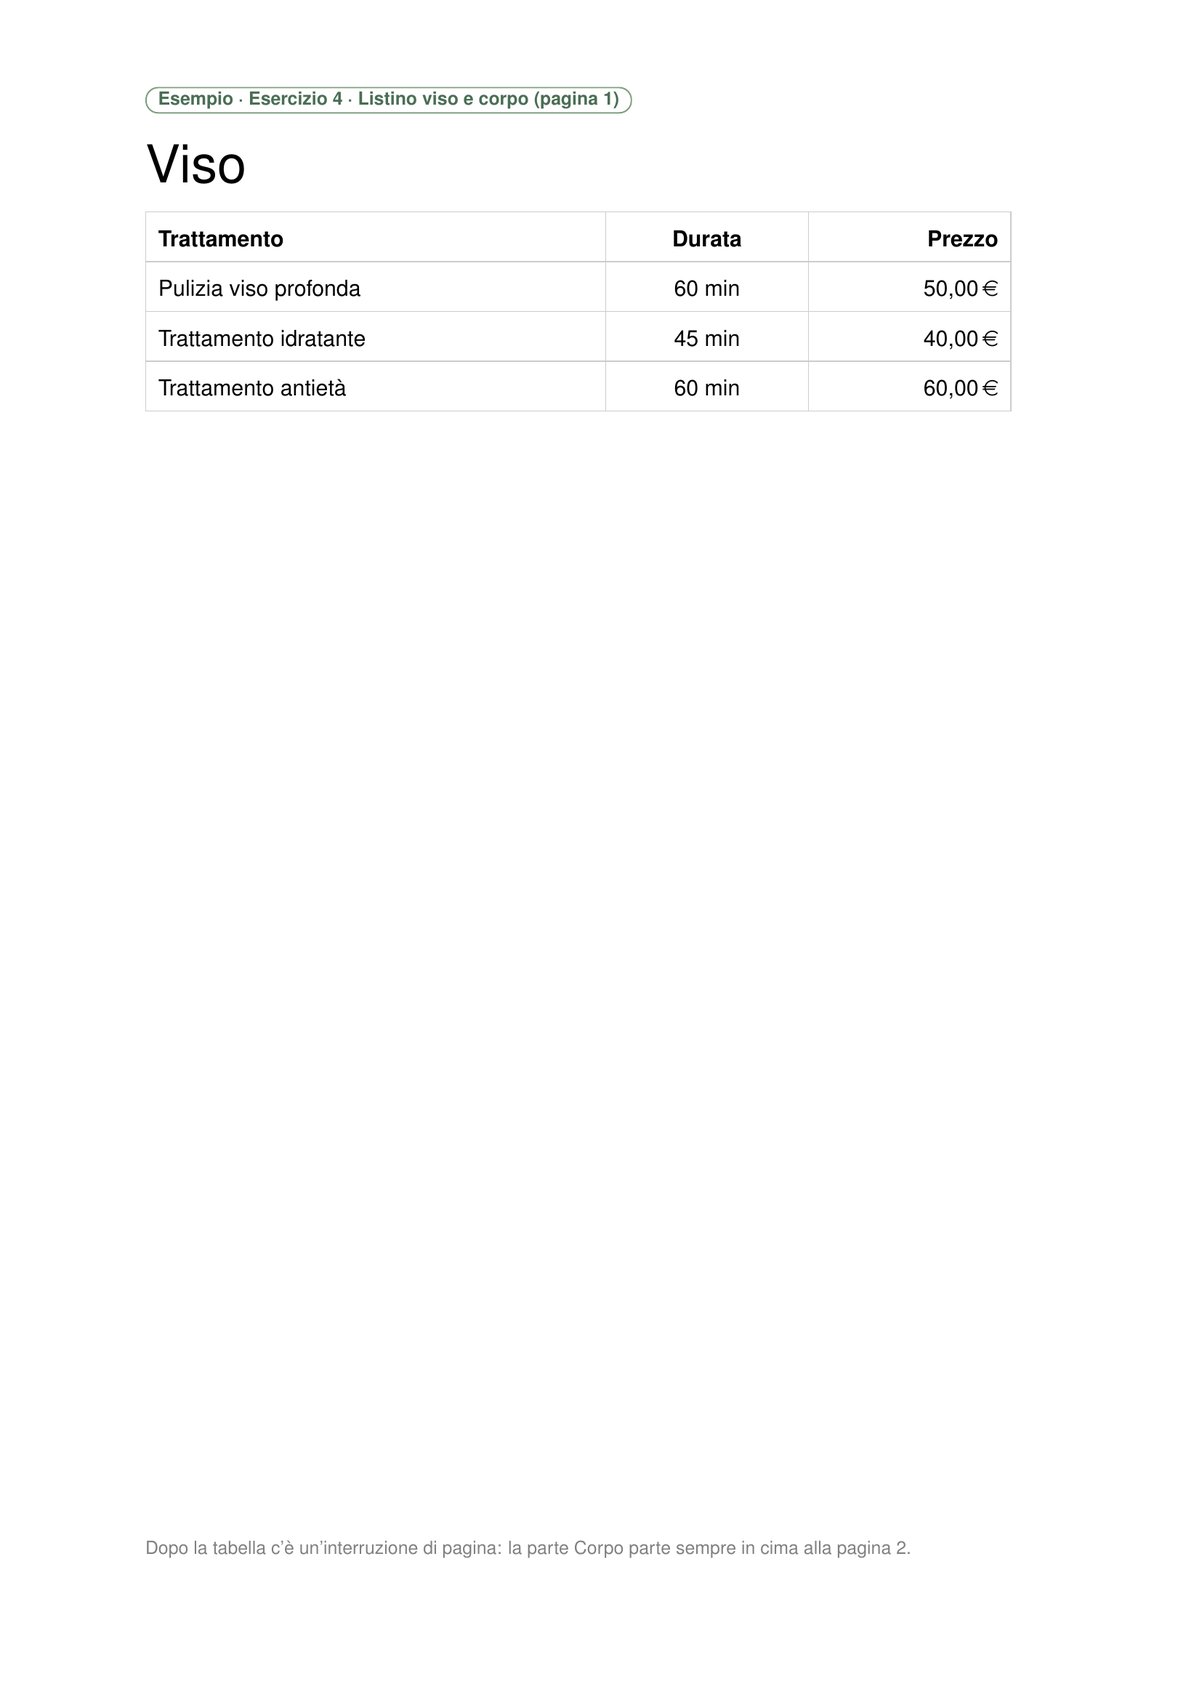 Esempio · Esercizio 4 · Listino viso e corpo (pagina 1)
Viso
Trattamento Durata Prezzo
Pulizia viso profonda 60 min 50,00 €
Trattamento idratante 45 min 40,00 €
Trattamento antietà 60 min 60,00 €
Dopo la tabella c’è un’interruzione di pagina: la parte Corpo parte sempre in cima alla pagina 2.